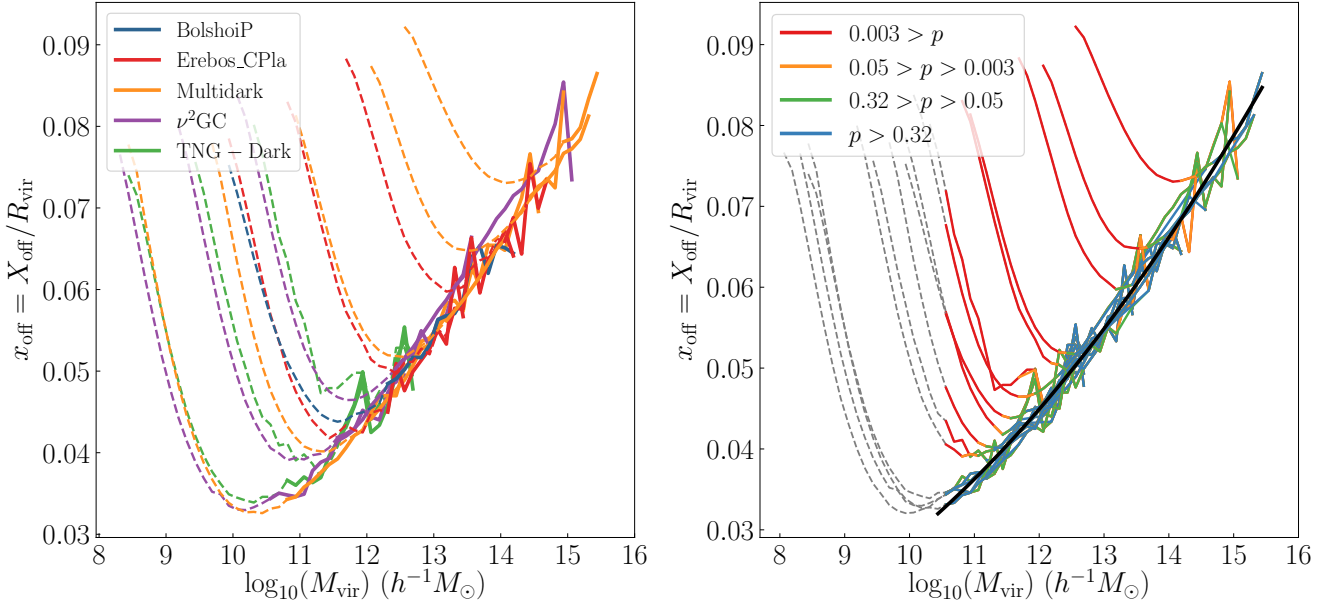 0.09
0.08
0.07
0.06
0.05
0.04
0.03
x_off = X_off/R_vir
BolshoiP
Erebos_CPla
Multidark
ν²GC
TNG − Dark
8 9 10 11 12 13 14 15 16
log₁₀(M_vir) (h⁻¹M_⊙)
0.09
0.08
0.07
0.06
0.05
0.04
0.03
x_off = X_off/R_vir
0.003 > p
0.05 > p > 0.003
0.32 > p > 0.05
p > 0.32
8 9 10 11 12 13 14 15 16
log₁₀(M_vir) (h⁻¹M_⊙)